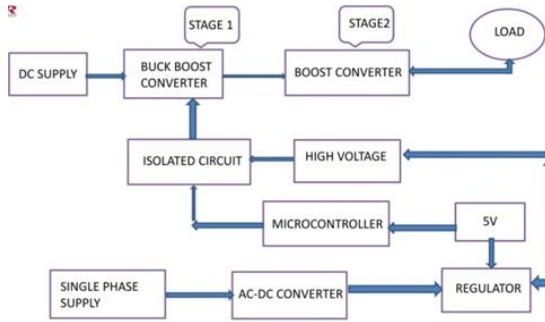 R
STAGE 1
STAGE2
LOAD
DC SUPPLY
BUCK BOOST
CONVERTER
BOOST CONVERTER
ISOLATED CIRCUIT
HIGH VOLTAGE
MICROCONTROLLER
5V
SINGLE PHASE
SUPPLY
AC-DC CONVERTER
REGULATOR